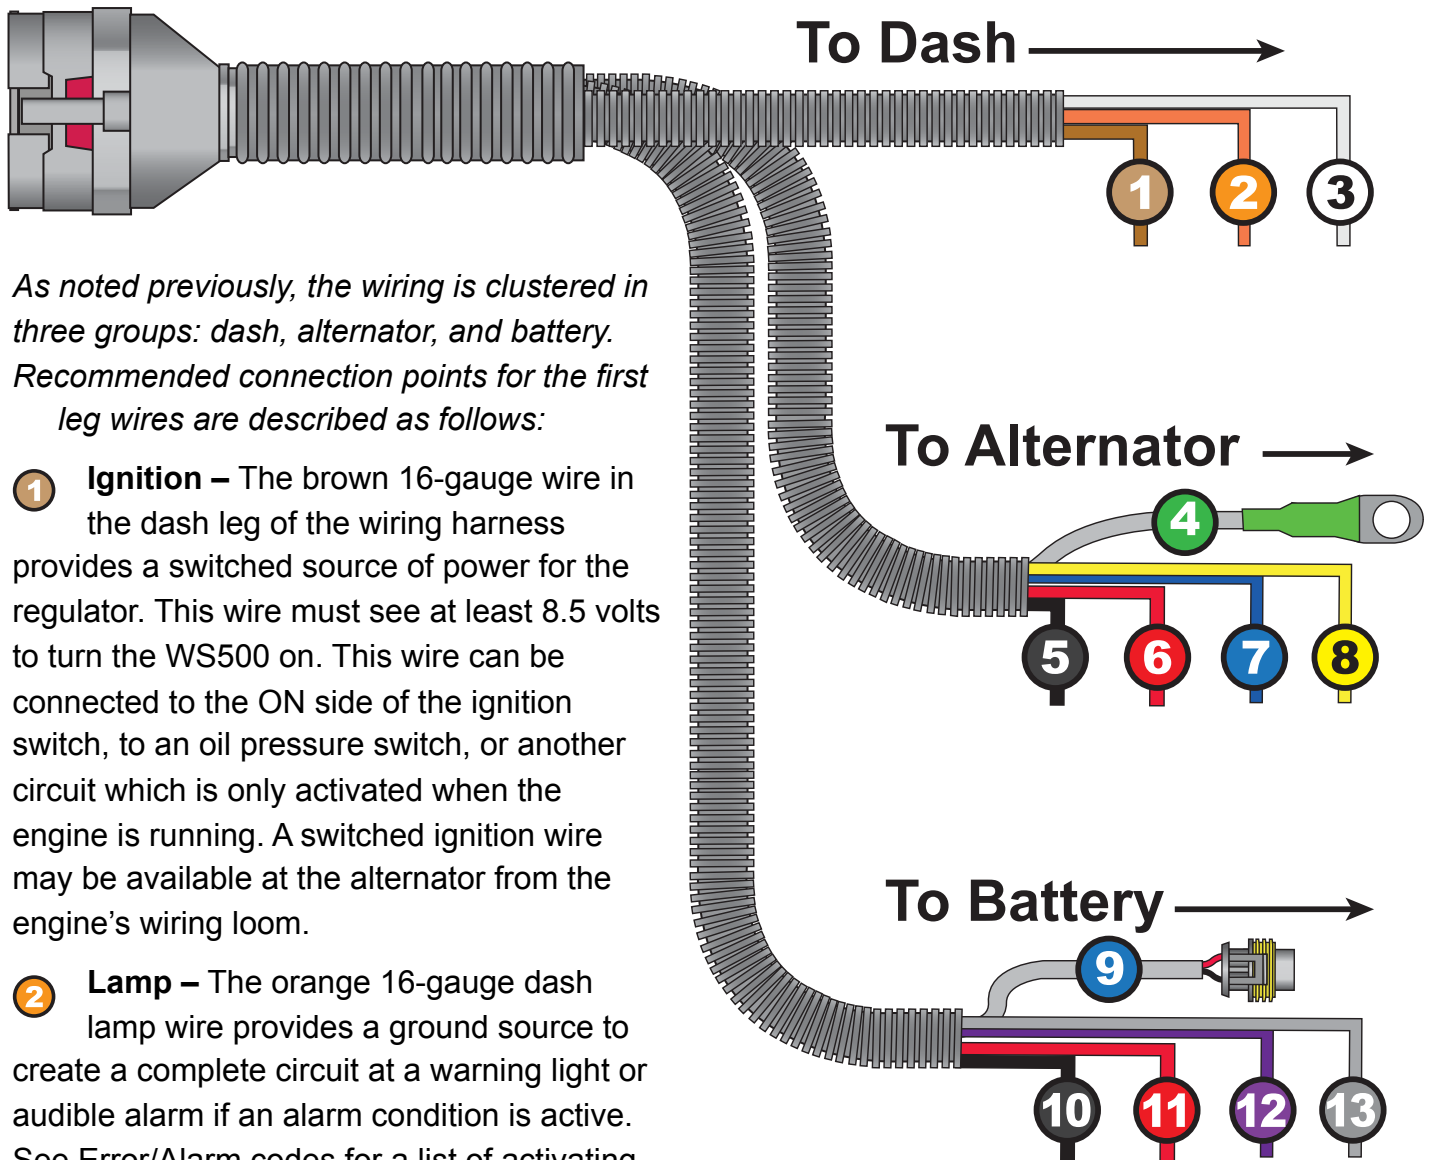 To Dash
1 2 3
As noted previously, the wiring is clustered in
three groups: dash, alternator, and battery.
Recommended connection points for the first
leg wires are described as follows:
1 Ignition – The brown 16-gauge wire in
the dash leg of the wiring harness
provides a switched source of power for the
regulator. This wire must see at least 8.5 volts
to turn the WS500 on. This wire can be
connected to the ON side of the ignition
switch, to an oil pressure switch, or another
circuit which is only activated when the
engine is running. A switched ignition wire
may be available at the alternator from the
engine's wiring loom.
2 Lamp – The orange 16-gauge dash
lamp wire provides a ground source to
create a complete circuit at a warning light or
audible alarm if an alarm condition is active.
See Error/Alarm codes for a list of activating
To Alternator
4
5 6 7 8
To Battery
9
10 11 12 13